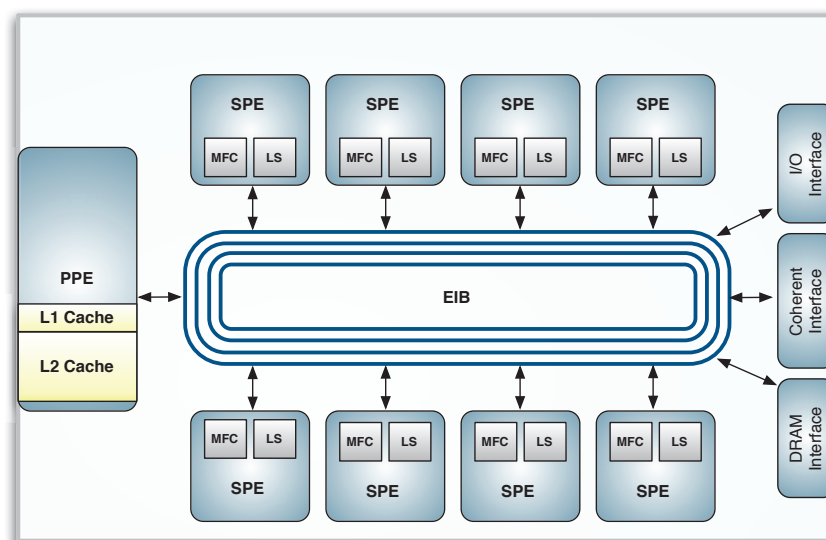 SPE
SPE
SPE
SPE
MFC
LS
MFC
LS
MFC
LS
MFC
LS
I/O
Interface
PPE
L1 Cache
L2 Cache
EIB
Coherent
Interface
MFC
LS
MFC
LS
MFC
LS
MFC
LS
SPE
SPE
SPE
SPE
DRAM
Interface